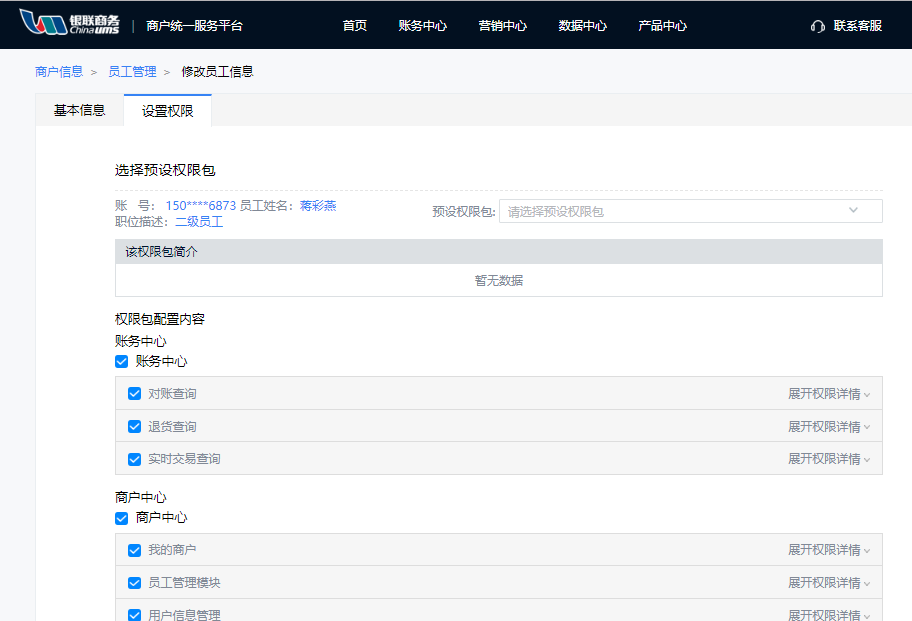 银联商务 China ums | 商户统一服务平台 首页 账务中心 营销中心 数据中心 产品中心 联系客服
商户信息 > 员工管理 > 修改员工信息
基本信息 设置权限
选择预设权限包
账 号： 150****6873 员工姓名： 蒋彩燕
职位描述： 二级员工
预设权限包: 请选择预设权限包
该权限包简介
暂无数据
权限包配置内容
账务中心
账务中心
对账查询 展开权限详情
退货查询 展开权限详情
实时交易查询 展开权限详情
商户中心
商户中心
我的商户 展开权限详情
员工管理模块 展开权限详情
用户信息管理 展开权限详情